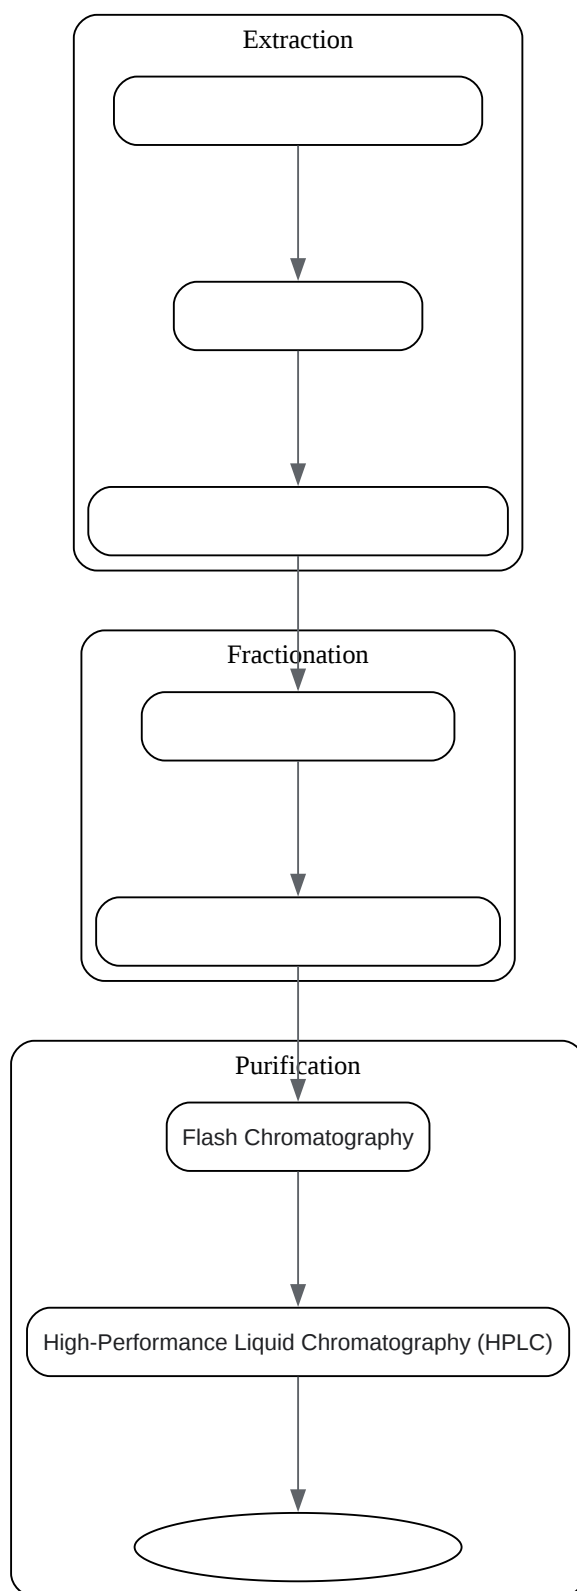 Extraction
Fractionation
Purification
Flash Chromatography
High-Performance Liquid Chromatography (HPLC)